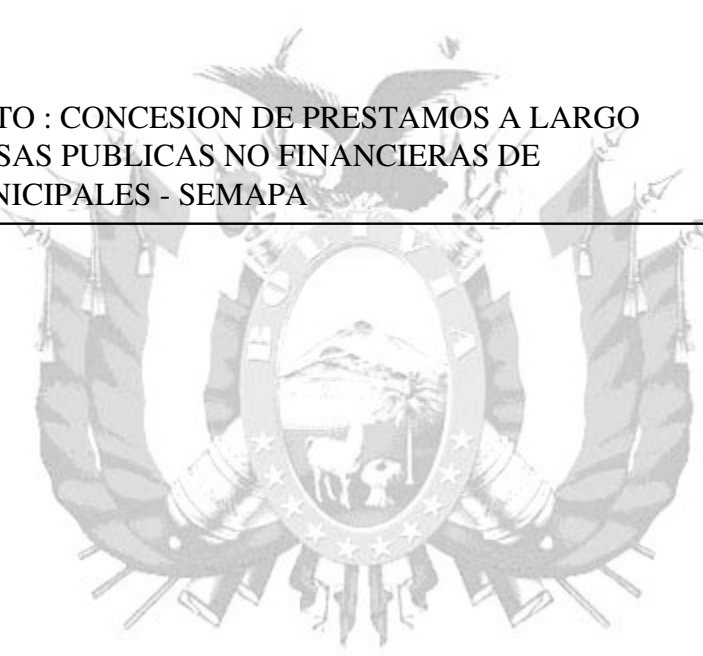 TO : CONCESION DE PRESTAMOS A LARGO
SAS PUBLICAS NO FINANCIERAS DE
NICIPALES - SEMAPA